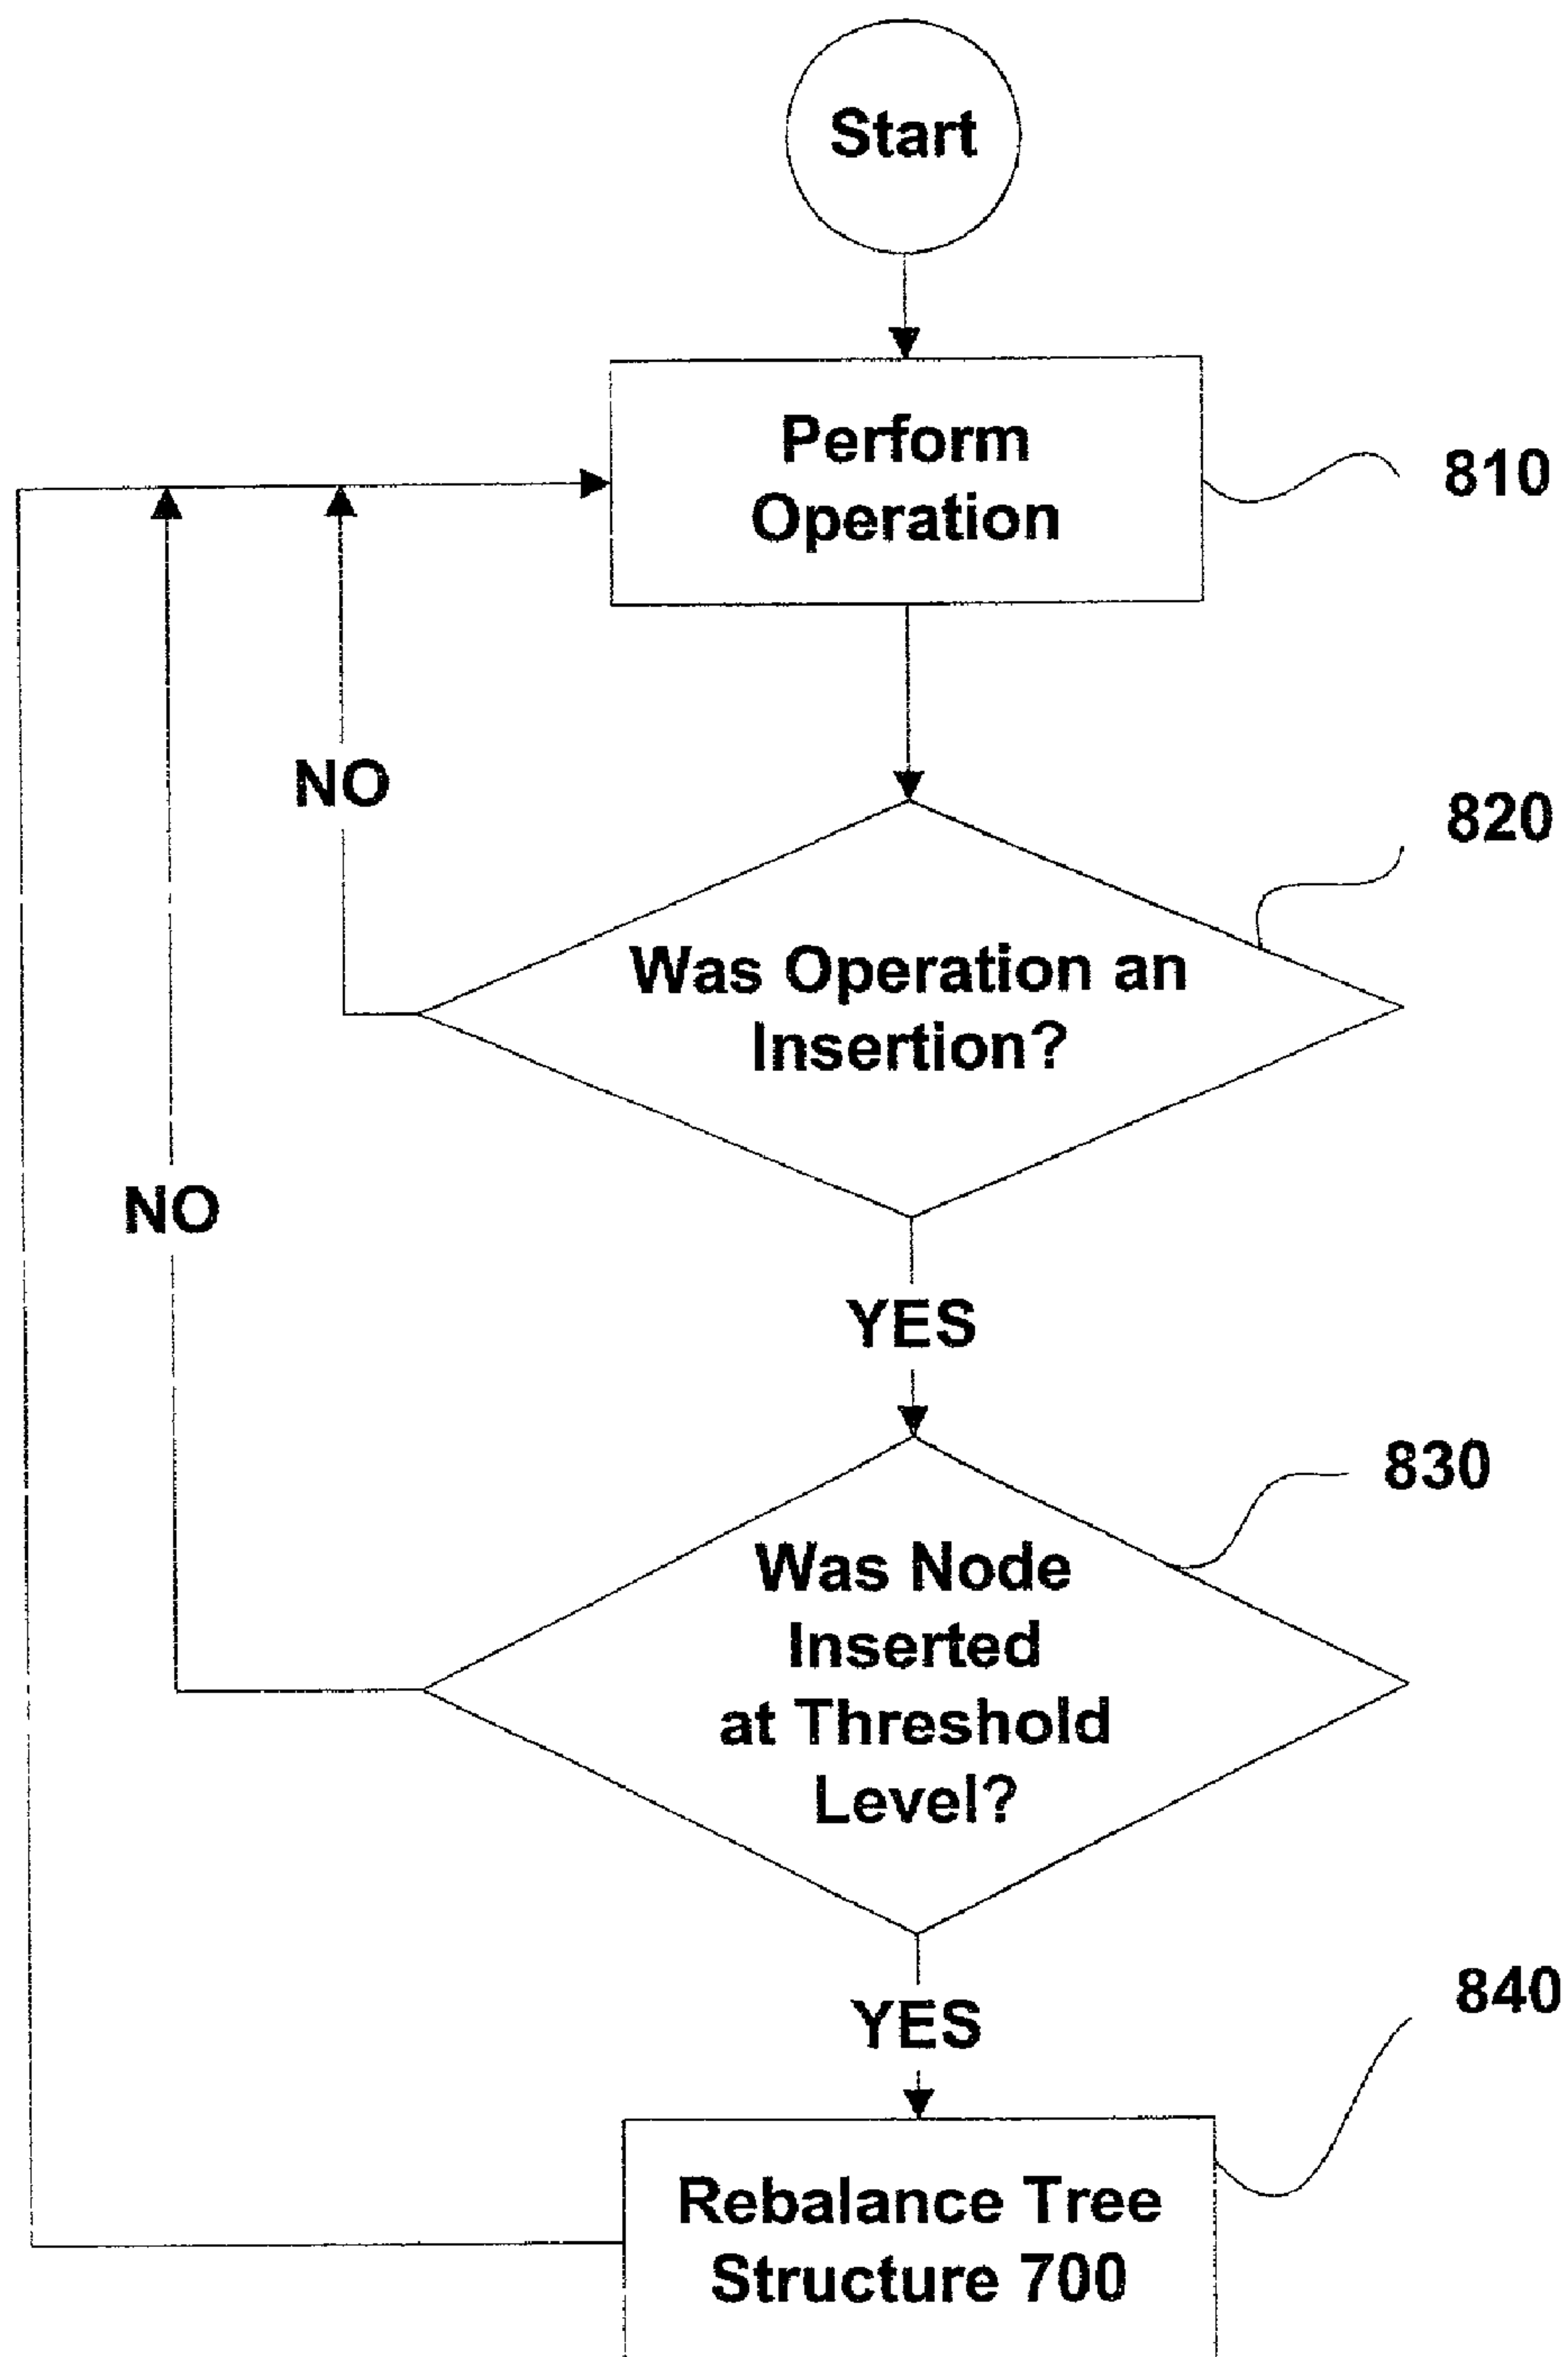 Start
Perform
Operation
810
NO
820
Was Operation an
Insertion?
NO
YES
830
Was Node
Inserted
at Threshold
Level?
YES
840
Rebalance Tree
Structure 700